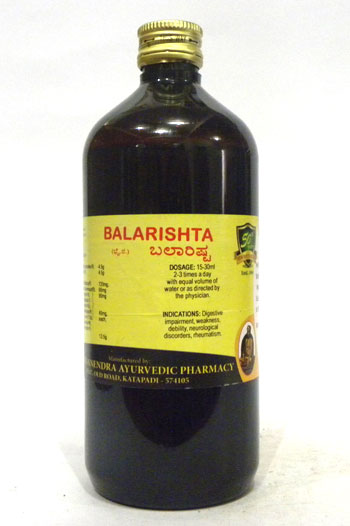 BALARISHTA
(ವೈ.ಸ.) ಬಲಾರಿಷ್ಟ
DOSAGE: 15-30ml
2-3 times a day
with equal volume of
water or as directed by
the physician.
INDICATIONS: Digestive
impairment, weakness,
debility, neurological
disorders, rheumatism.
Manufactured by:
ENDRA AYURVEDIC PHARMACY
OLD ROAD, KATAPADI - 574105